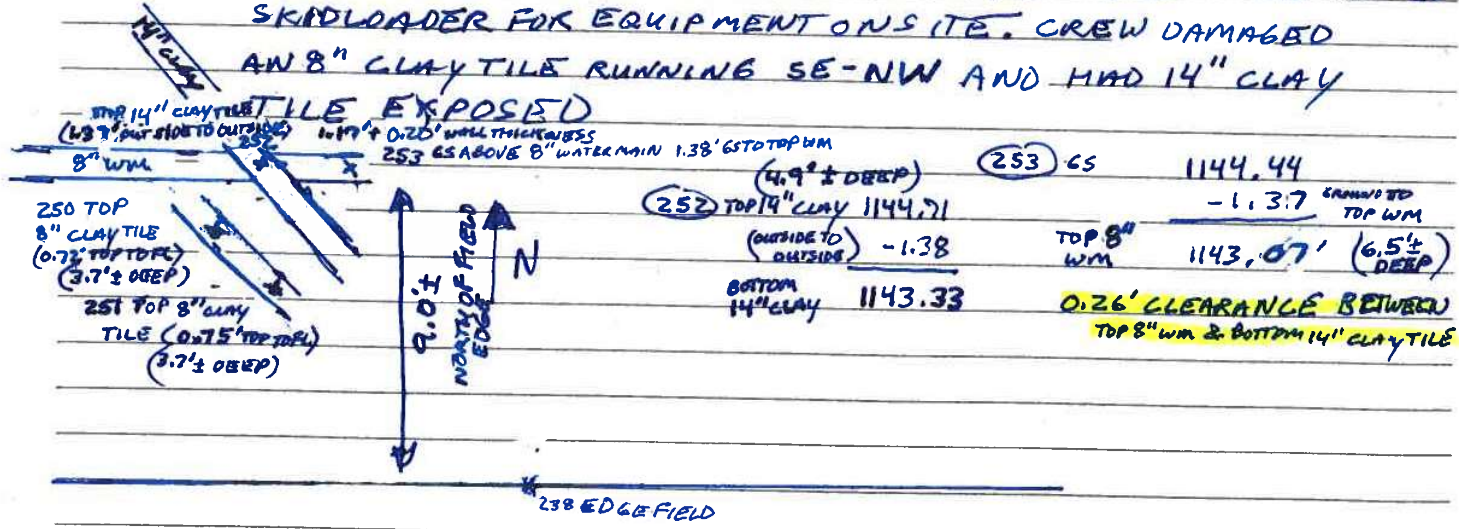 SKIDLOADER FOR EQUIPMENT ONSITE. CREW DAMAGED
AN 8" CLAY TILE RUNNING SE-NW AND HAD 14" CLAY
TILE EXPOSED
14" CLAY
TOP 14" CLAY TILE
OUTSIDE TO OUTSIDE)
+ 0.20' WALL THICKNESS
252
253 GS ABOVE 8" WATERMAIN 1.38' GS TO TOP WM
8" WM
250 TOP
8" CLAY TILE
(0.72' TOP TO FL)
(3.7'± DEEP)
251 TOP 8" CLAY
TILE (0.75' TOP TO FL)
(3.7'± DEEP)
9.0'±
NORTH OF FIELD
EDGE
N
(4.9'± DEEP)
252 TOP 14" CLAY 1144.71
(OUTSIDE TO OUTSIDE) -1.38
BOTTOM
14" CLAY 1143.33
253 GS 1144.44
-1.37 GROUND TO TOP WM
TOP 8" WM 1143.07' (6.5'± DEEP)
0.26' CLEARANCE BETWEEN
TOP 8" WM & BOTTOM 14" CLAY TILE
238 EDGE FIELD